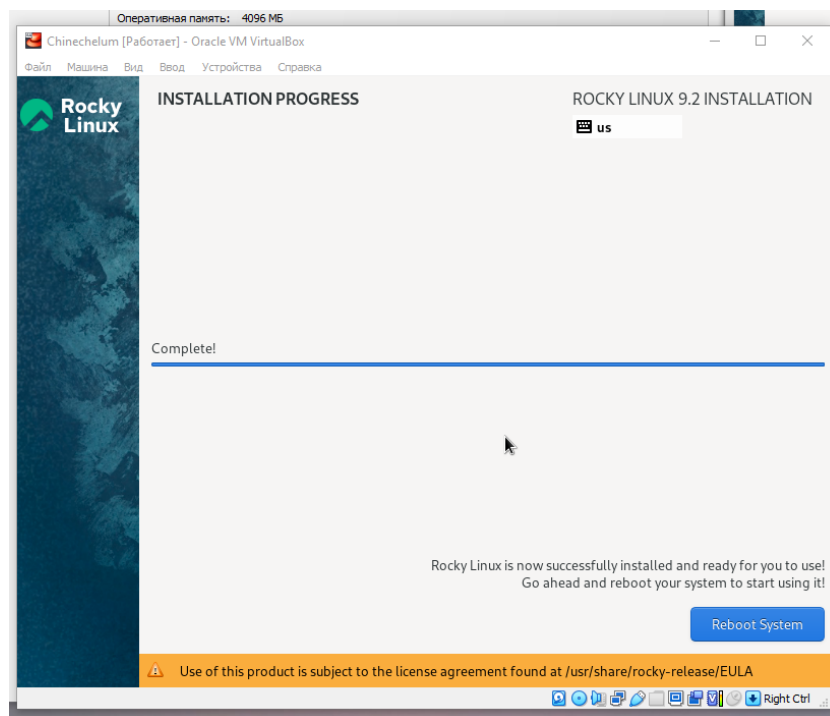 Оперативная память: 4096 МБ
Chinechelum [Работает] - Oracle VM VirtualBox
Файл Машина Вид Ввод Устройства Справка
Rocky
Linux
INSTALLATION PROGRESS
ROCKY LINUX 9.2 INSTALLATION
us
Complete!
Rocky Linux is now successfully installed and ready for you to use!
Go ahead and reboot your system to start using it!
Reboot System
Use of this product is subject to the license agreement found at /usr/share/rocky-release/EULA
Right Ctrl